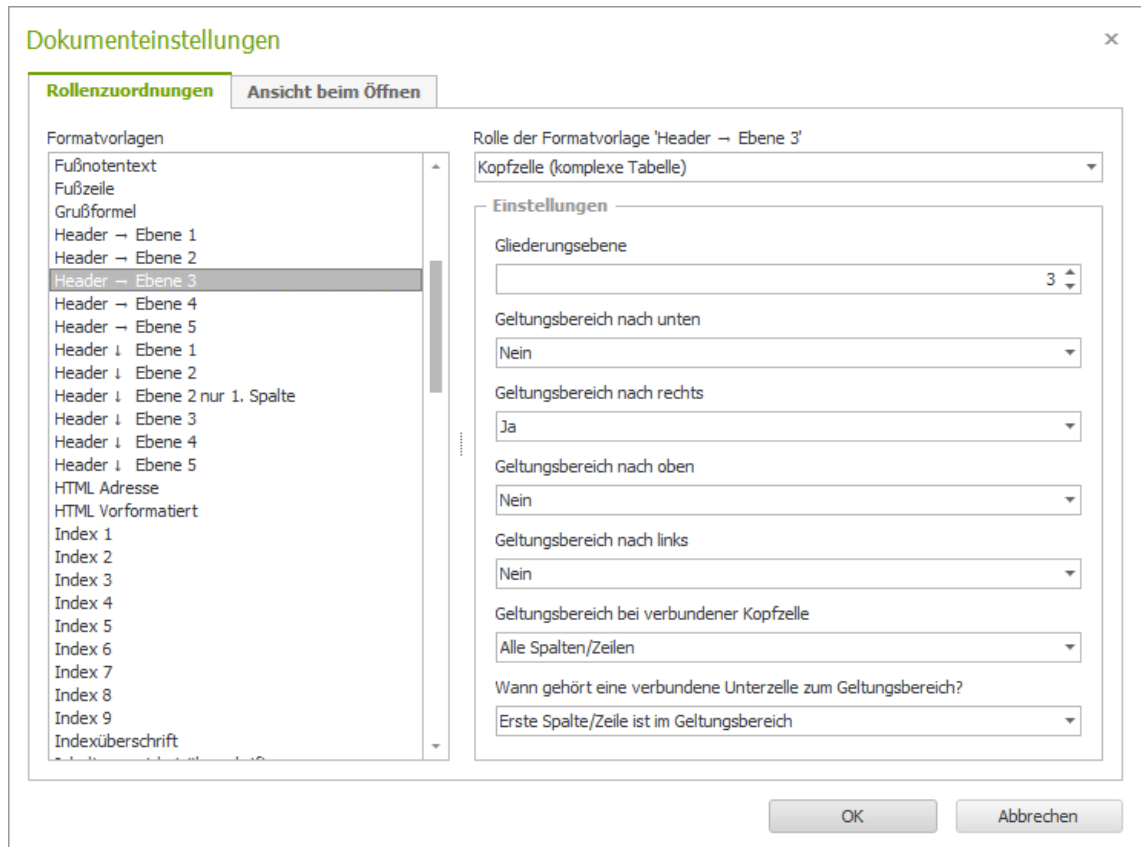 Dokumenteinstellungen
Rollenzuordnungen
Ansicht beim Öffnen
Formatvorlagen
Fußnotentext
Fußzeile
Grußformel
Header → Ebene 1
Header → Ebene 2
Header → Ebene 3
Header → Ebene 4
Header → Ebene 5
Header ↓ Ebene 1
Header ↓ Ebene 2
Header ↓ Ebene 2 nur 1. Spalte
Header ↓ Ebene 3
Header ↓ Ebene 4
Header ↓ Ebene 5
HTML Adresse
HTML Vorformatiert
Index 1
Index 2
Index 3
Index 4
Index 5
Index 6
Index 7
Index 8
Index 9
Indexüberschrift
Rolle der Formatvorlage 'Header → Ebene 3'
Kopfzelle (komplexe Tabelle)
Einstellungen
Gliederungsebene
3
Geltungsbereich nach unten
Nein
Geltungsbereich nach rechts
Ja
Geltungsbereich nach oben
Nein
Geltungsbereich nach links
Nein
Geltungsbereich bei verbundener Kopfzelle
Alle Spalten/Zeilen
Wann gehört eine verbundene Unterzelle zum Geltungsbereich?
Erste Spalte/Zeile ist im Geltungsbereich
OK
Abbrechen